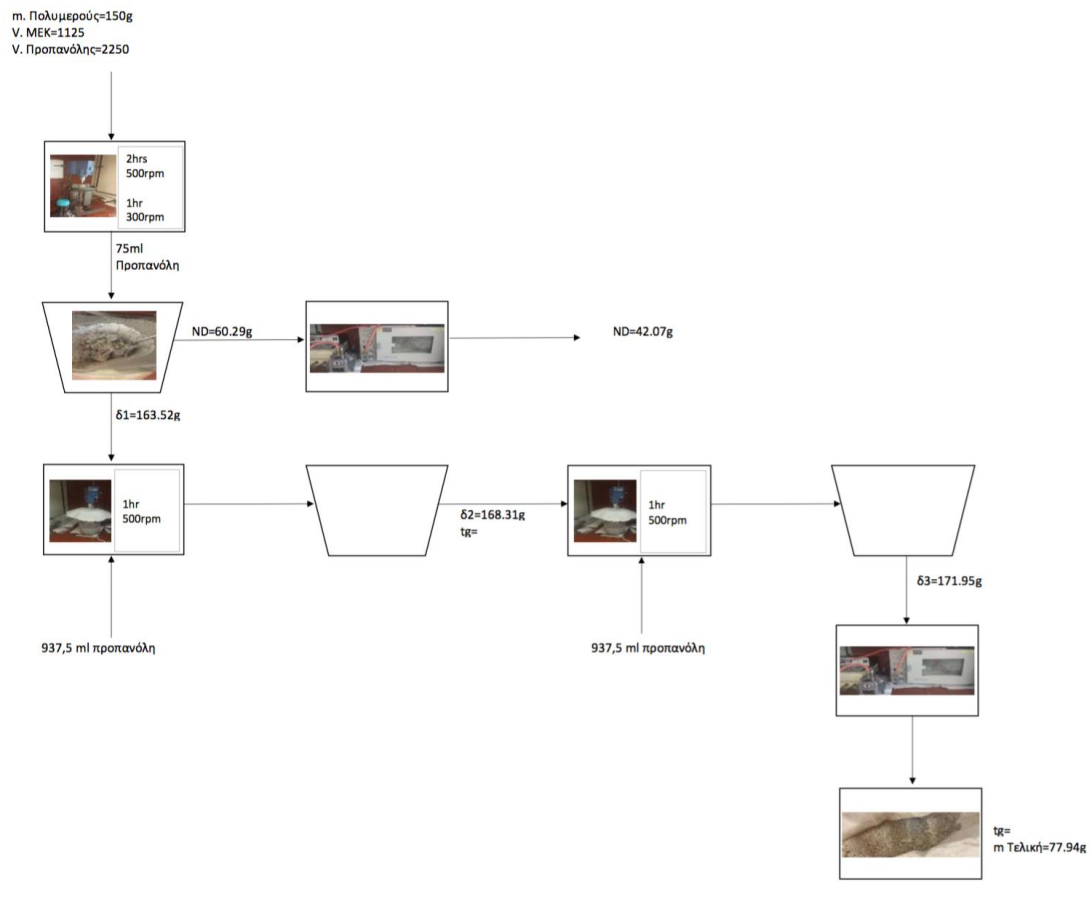 m. Πολυμερούς=150g
V. ΜΕΚ=1125
V. Προπανόλης=2250
2hrs
500rpm
1hr
300rpm
75ml
Προπανόλη
ND=60.29g
ND=42.07g
δ1=163.52g
1hr
500rpm
δ2=168.31g
tg=
1hr
500rpm
δ3=171.95g
937,5 ml προπανόλη
937,5 ml προπανόλη
tg=
m Τελική=77.94g